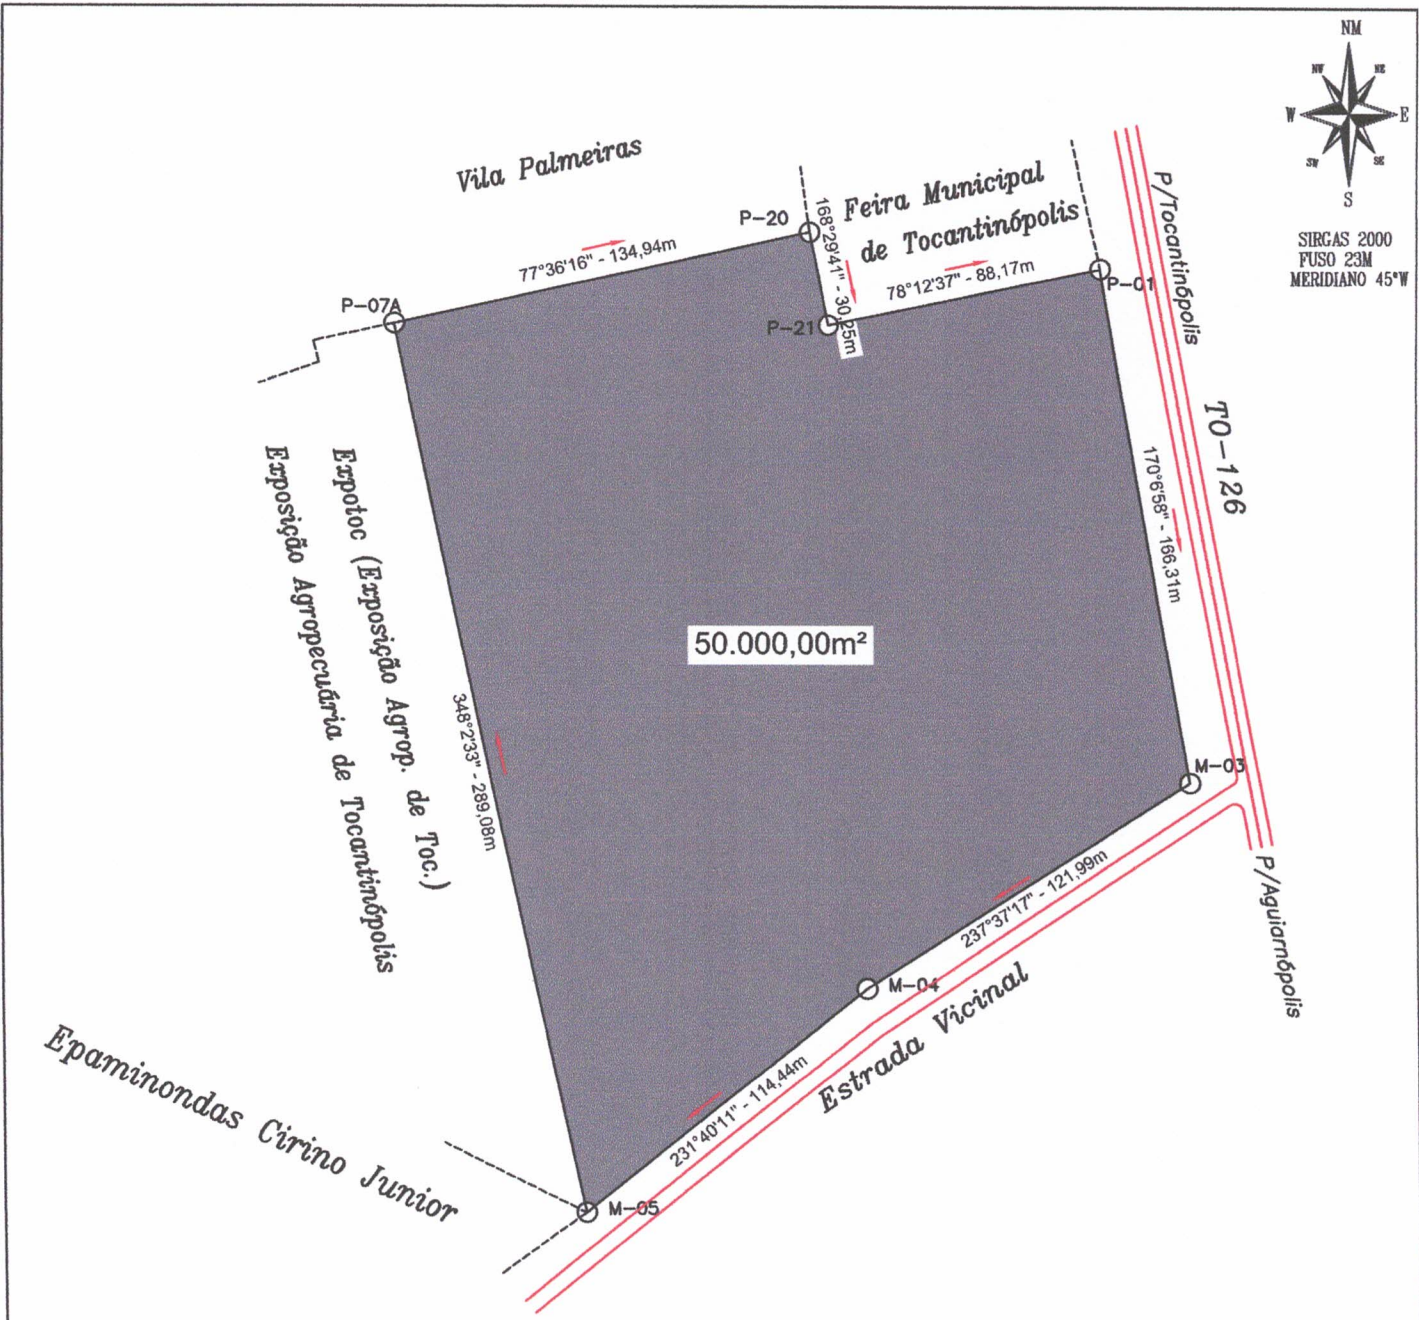 NM
NW
NE
W
E
SW
SE
S
SIRGAS 2000
FUSO 23M
MERIDIANO 45°W
Vila Palmeiras
Feira Municipal
de Tocantinópolis
P-20
P-07A
P-21
P-01
77°36'16" - 134,94m
168°29'41" - 30,25m
78°12'37" - 88,17m
P/Tocantinópolis
TO-126
170°6'58" - 166,31m
Expotoc (Exposição Agrop. de Toc.)
Exposição Agropecuária de Tocantinópolis
50.000,00m²
348°2'33" - 289,08m
M-03
237°37'17" - 121,99m
P/Aguiarnópolis
M-04
Estrada Vicinal
231°40'11" - 114,44m
Epaminondas Cirino Junior
M-05